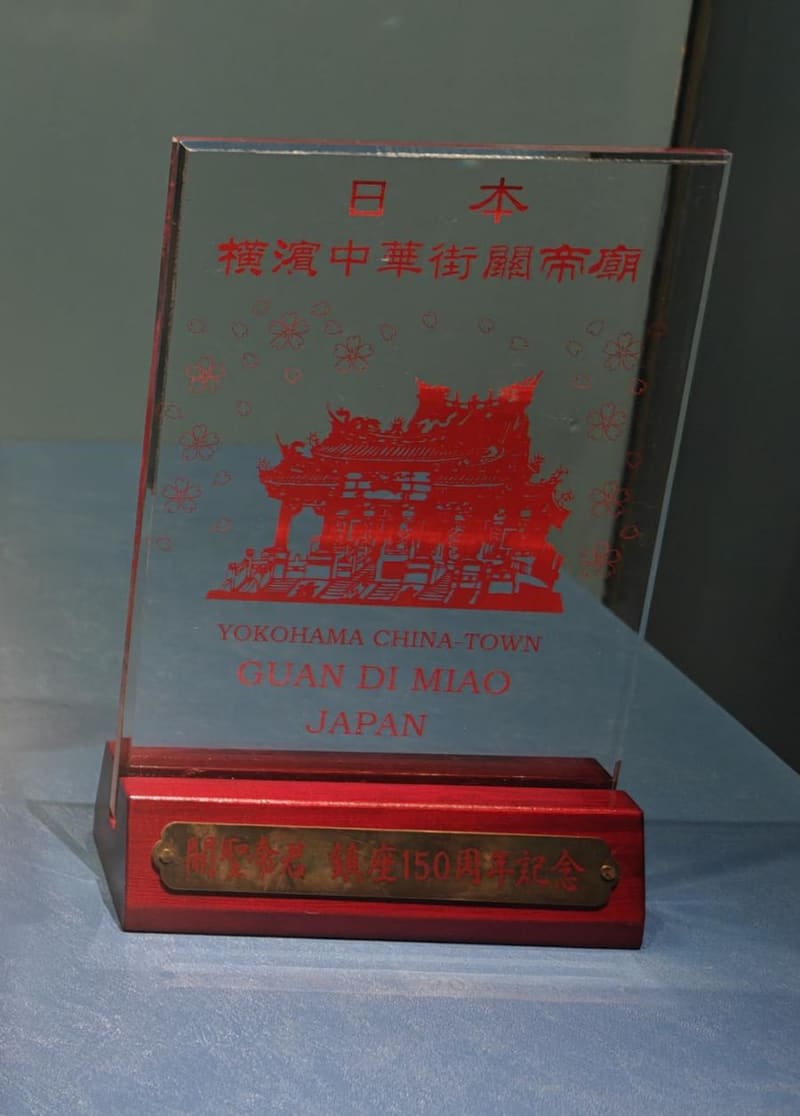 日本
橫濱中華街關帝廟
YOKOHAMA CHINA-TOWN
GUAN DI MIAO
JAPAN
關聖帝君 鎮座150周年記念